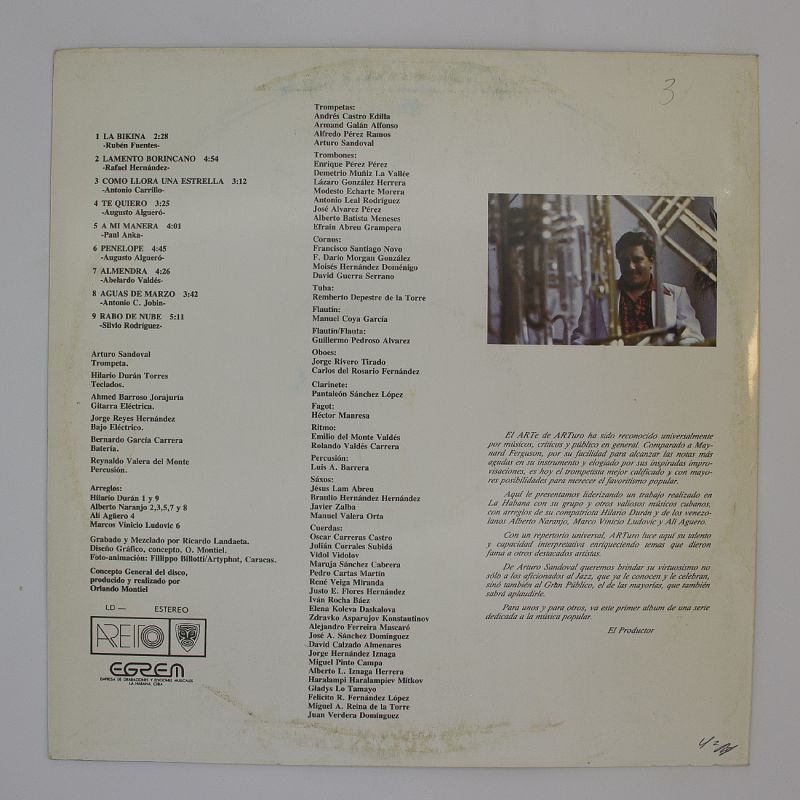 1 LA BIKINA 2:28
-Rubén Fuentes-
2 LAMENTO BORINCANO 4:54
-Rafael Hernández-
3 COMO LLORA UNA ESTRELLA 3:12
-Antonio Carrillo-
4 TE QUIERO 3:25
-Augusto Algueró-
5 A MI MANERA 4:01
-Paul Anka-
6 PENELOPE 4:45
-Augusto Algueró-
7 ALMENDRA 4:26
-Abelardo Valdés-
8 AGUAS DE MARZO 3:42
-Antonio C. Jobin-
9 RABO DE NUBE 5:11
-Silvio Rodríguez-
Arturo Sandoval
Trompeta.
Hilario Durán Torres
Teclados.
Ahmed Barroso Jorajuria
Gitarra Eléctrica.
Jorge Reyes Hernández
Bajo Eléctrico.
Bernardo García Carrera
Batería.
Reynaldo Valera del Monte
Percusión.
Arreglos:
Hilario Durán 1 y 9
Alberto Naranjo 2,3,5,7 y 8
Alí Agüero 4
Marcos Vinicio Ludovic 6
Grabado y Mezclado por Ricardo Landaeta.
Diseño Gráfico, concepto, O. Montiel.
Foto-animación: Fillippo Billotti/Artyphot, Caracas.
Concepto General del disco,
producido y realizado por
Orlando Montiel
LD — ESTEREO
AREITO
EGREM
EMPRESA DE GRABACIONES Y EDICIONES MUSICALES
LA HABANA, CUBA
Trompetas:
Andrés Castro Edilla
Armand Galán Alfonso
Alfredo Pérez Ramos
Arturo Sandoval
Trombones:
Enrique Pérez Pérez
Demetrio Muñiz La Vallée
Lázaro González Herrera
Modesto Echarte Morera
Antonio Leal Rodríguez
José Alvarez Pérez
Alberto Batista Meneses
Efraín Abreu Grampera
Cornos:
Francisco Santiago Novo
F. Darío Morgan González
Moisés Hernández Doménigo
David Guerra Serrano
Tuba:
Remberto Depestre de la Torre
Flautín:
Manuel Coya García
Flautín/Flauta:
Guillermo Pedroso Alvarez
Oboes:
Jorge Rivero Tirado
Carlos del Rosario Fernández
Clarinete:
Pantaleón Sánchez López
Fagot:
Héctor Manresa
Ritmo:
Emilio del Monte Valdés
Rolando Valdés Carrera
Percusión:
Luis A. Barrera
Sáxos:
Jésus Lam Abreu
Braulio Hernández Hernández
Javier Zalba
Manuel Valera Orta
Cuerdas:
Oscar Carreras Castro
Julián Corrales Subidá
Vidol Vidolov
Maruja Sánchez Cabrera
Pedro Cartas Martín
René Veiga Miranda
Justo E. Flores Hernández
Iván Rocha Báez
Elena Koleva Daskalova
Zdravko Asparujov Konstantinov
Alejandro Ferreira Mascaró
José A. Sánchez Domínguez
David Calzado Almenares
Jorge Hernández Iznaga
Miguel Pinto Campa
Alberto L. Iznaga Herrera
Haralampi Haralampiev Mitkov
Gladys Lo Tamayo
Felicito R. Fernández López
Miguel A. Reina de la Torre
Juan Verdera Domínguez
3
El ARTe de ARTuro ha sido reconocido universalmente
por músicos, críticos y público en general. Comparado a May-
nard Ferguson, por su facilidad para alcanzar las notas más
agudas en su instrumento y elogiado por sus inspiradas impro-
visaciones, es hoy el trompetista mejor calificado y con mayo-
res posibilidades para merecer el favoritismo popular.
Aquí le presentamos liderizando un trabajo realizado en
La Habana con su grupo y otros valiosos músicos cubanos,
con arreglos de su compatriota Hilario Durán y de los venezo-
lanos Alberto Naranjo, Marco Vinicio Ludovic y Alí Aguero.
Con un repertorio universal, ARTuro luce aquí su talento
y capacidad interpretativa enriqueciendo temas que dieron
fama a otros destacados artistas.
De Arturo Sandoval queremos brindar su virtuosismo no
sólo a los aficionados al Jazz, que ya le conocen y le celebran,
sinó también al Grán Público, el de las mayorías, que también
sabrá aplaudirle.
Para unos y para otros, va este primer album de una serie
dedicada a la música popular.
El Productor